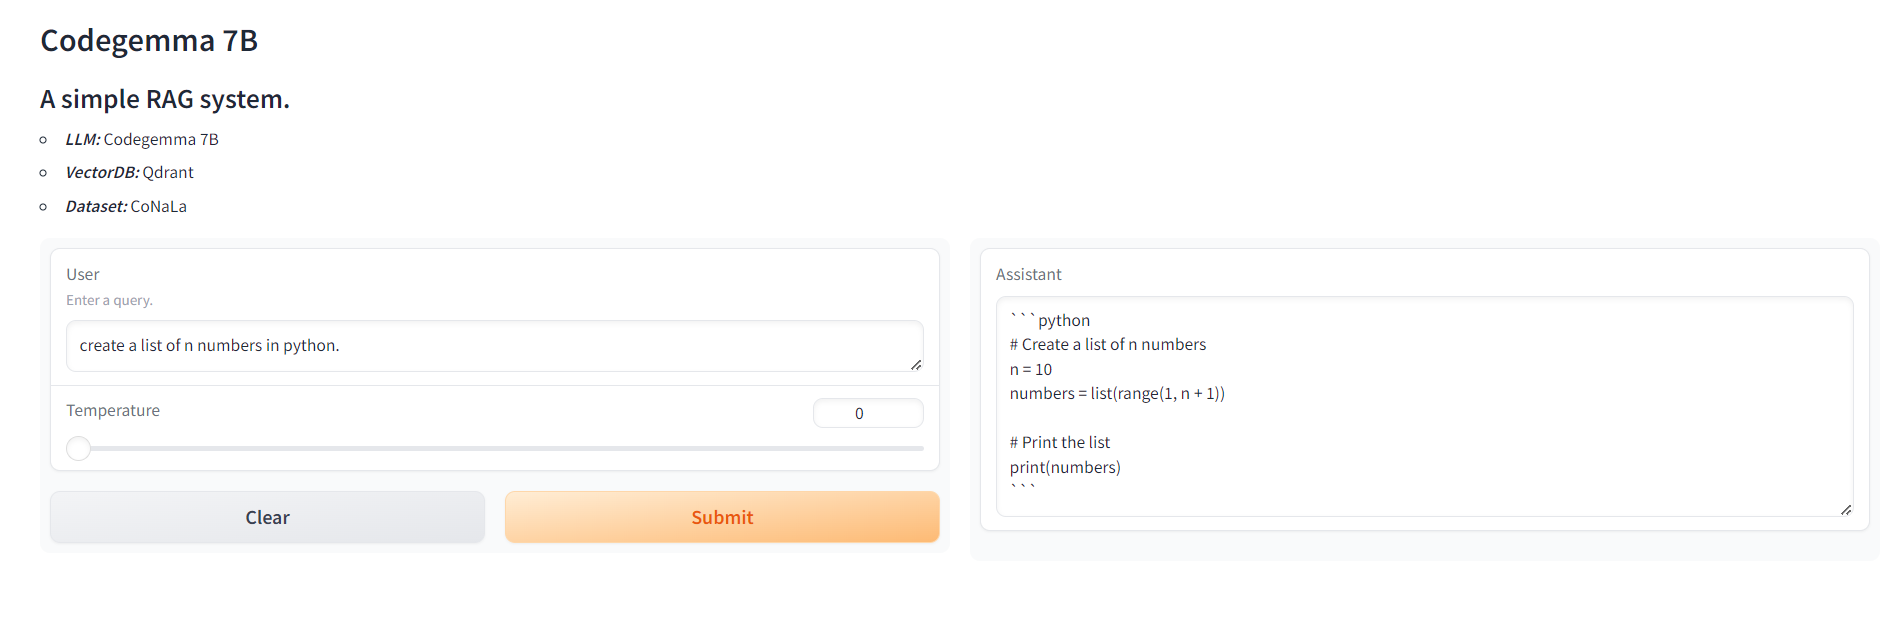 Codegemma 7B
A simple RAG system.
LLM: Codegemma 7B
VectorDB: Qdrant
Dataset: CoNaLa
User
Enter a query.
create a list of n numbers in python.
Temperature
0
Clear
Submit
Assistant
```python
# Create a list of n numbers
n = 10
numbers = list(range(1, n + 1))

# Print the list
print(numbers)
```